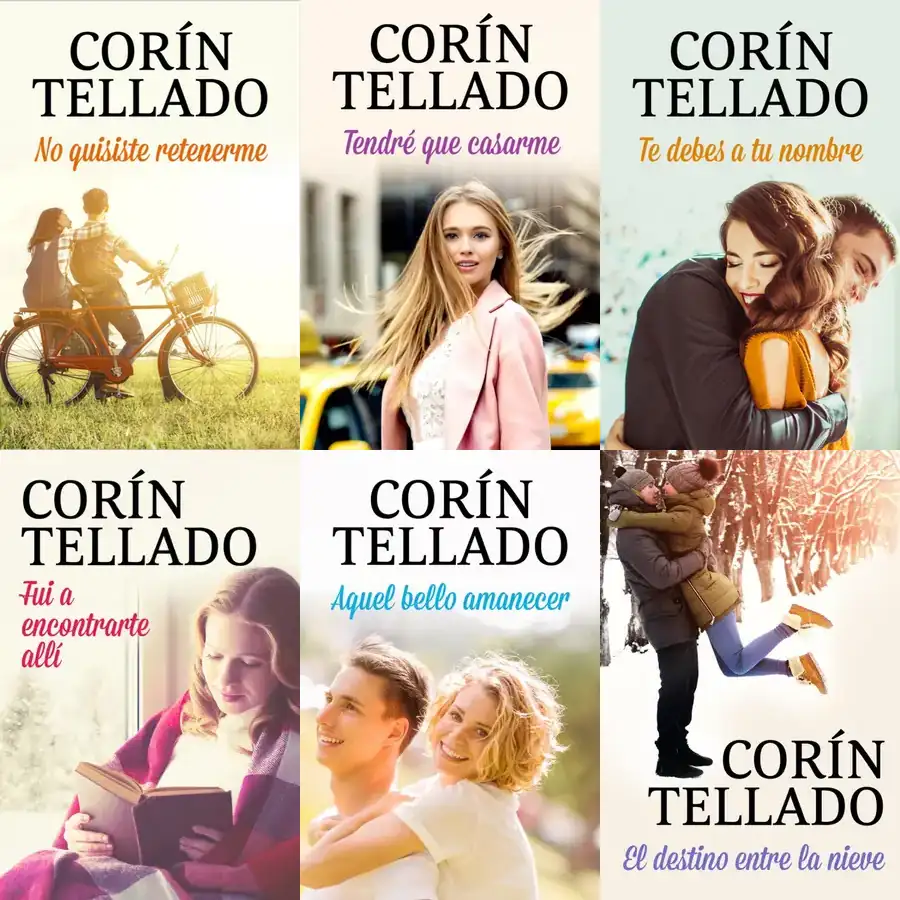 CORÍN
TELLADO
No quisiste retenerme
CORÍN
TELLADO
Tendré que casarme
CORÍN
TELLADO
Te debes a tu nombre
CORÍN
TELLADO
Fui a
encontrarte
allí
CORÍN
TELLADO
Aquel bello amanecer
CORÍN
TELLADO
El destino entre la nieve